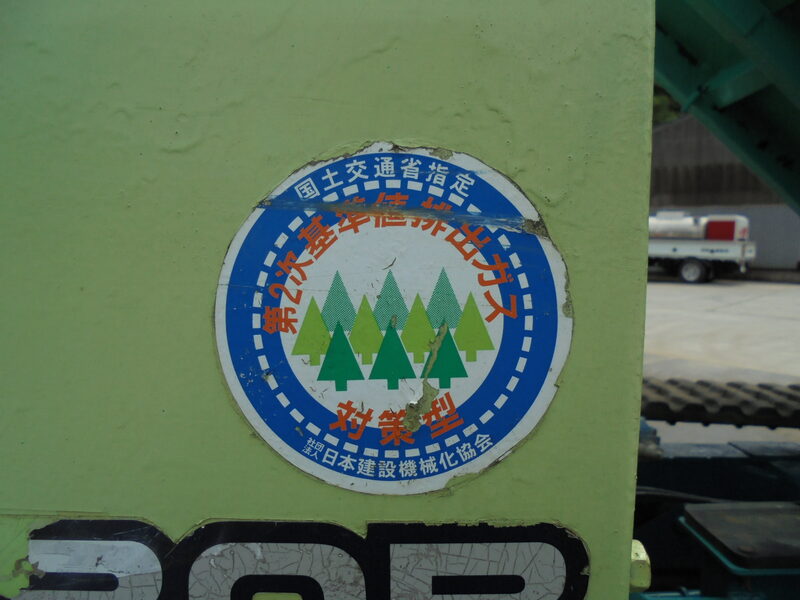 国土交通省指定
第2次基準値排出ガス
対策型
社団法人日本建設機械化協会